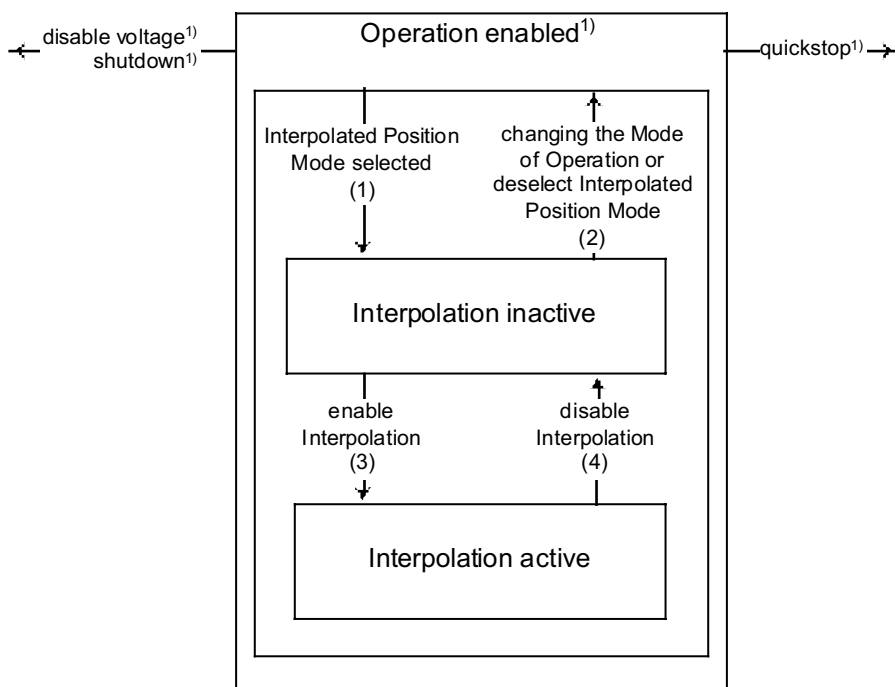 Operation enabled1)
disable voltage1)
shutdown1)
quickstop1)
Interpolated Position
Mode selected
(1)
changing the Mode
of Operation or
deselect Interpolated
Position Mode
(2)
Interpolation inactive
enable
Interpolation
(3)
disable
Interpolation
(4)
Interpolation active